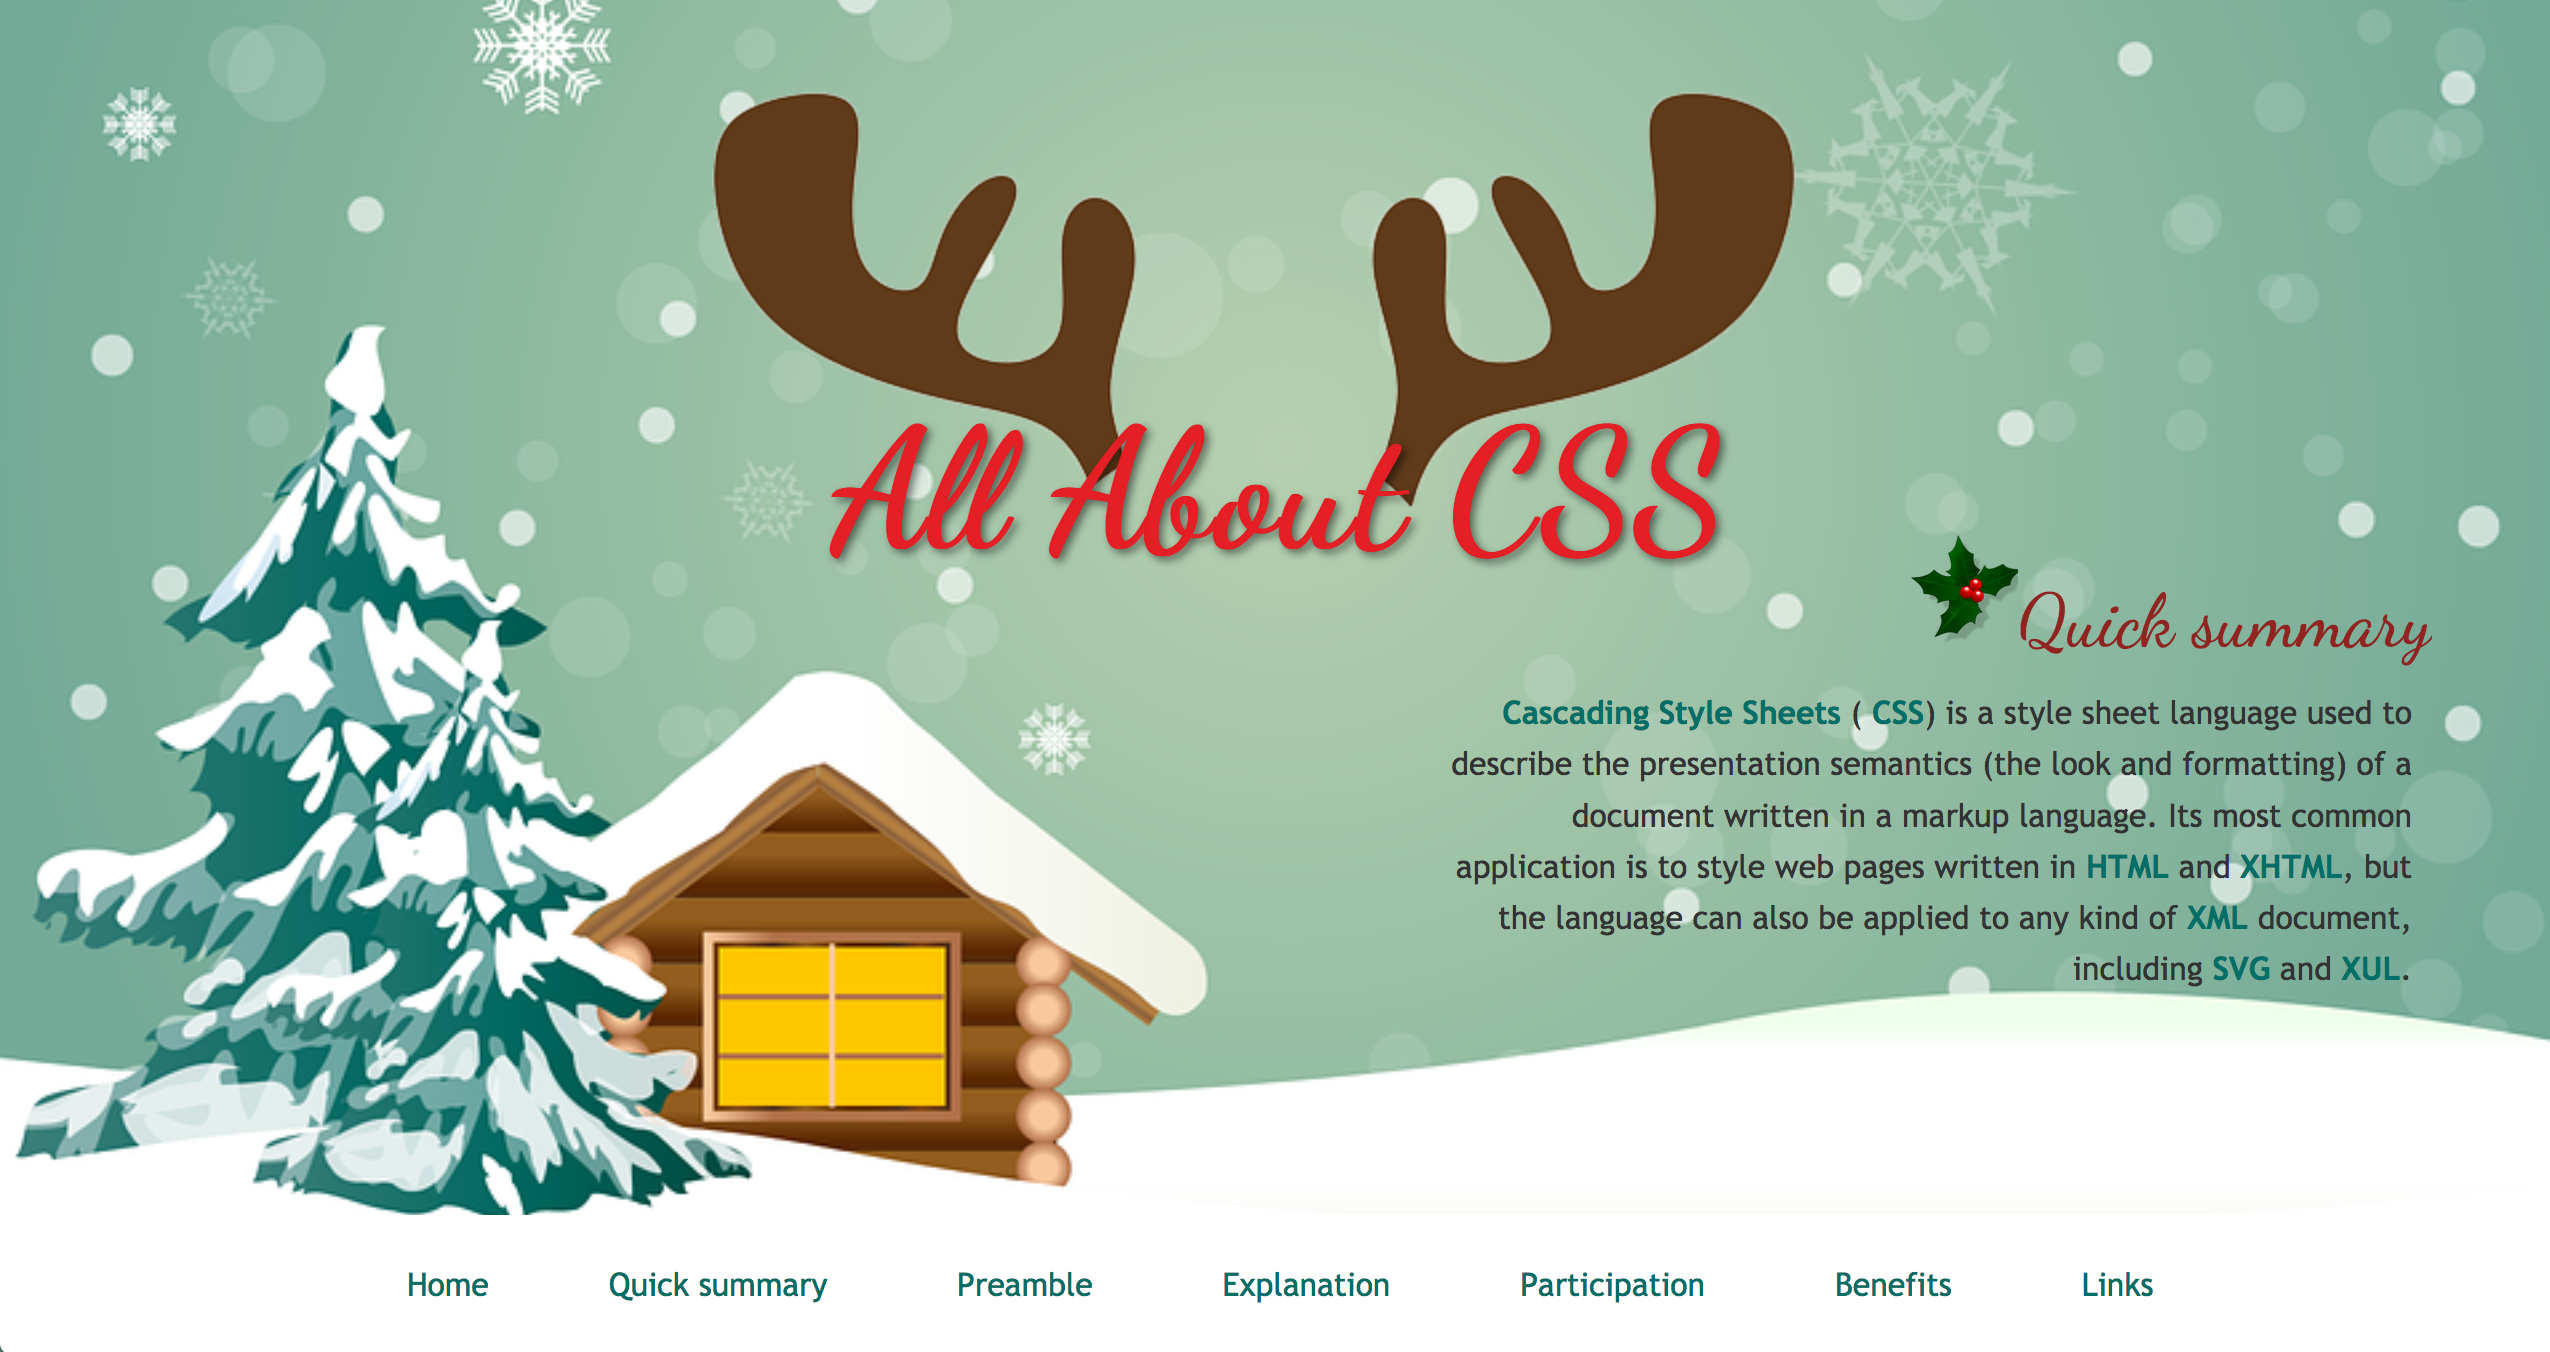 All About CSS
Quick summary
Cascading Style Sheets ( CSS) is a style sheet language used to
describe the presentation semantics (the look and formatting) of a
document written in a markup language. Its most common
application is to style web pages written in HTML and XHTML, but
the language can also be applied to any kind of XML document,
including SVG and XUL.
Home Quick summary Preamble Explanation Participation Benefits Links